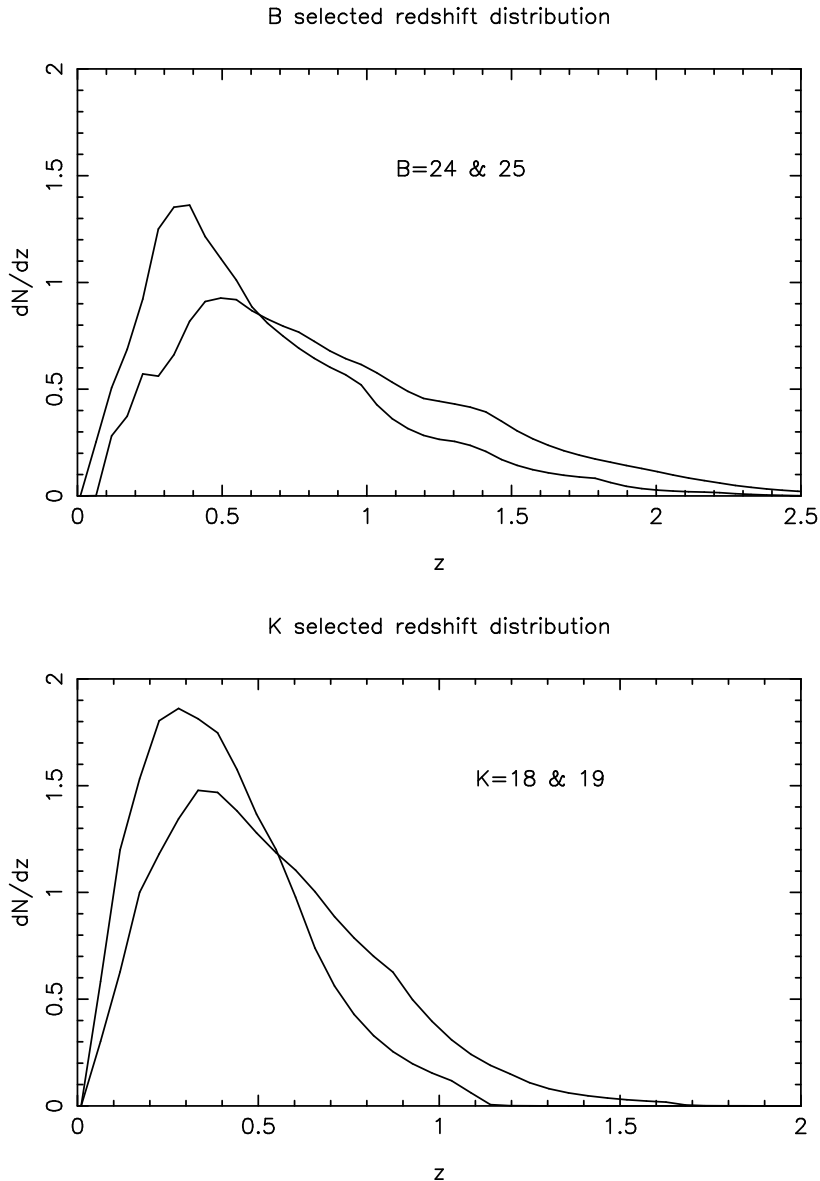 B selected redshift distribution
2
1.5
1
0.5
0
dN/dz
B=24 & 25
0 0.5 1 1.5 2 2.5
z
K selected redshift distribution
2
1.5
1
0.5
0
dN/dz
K=18 & 19
0 0.5 1 1.5 2
z